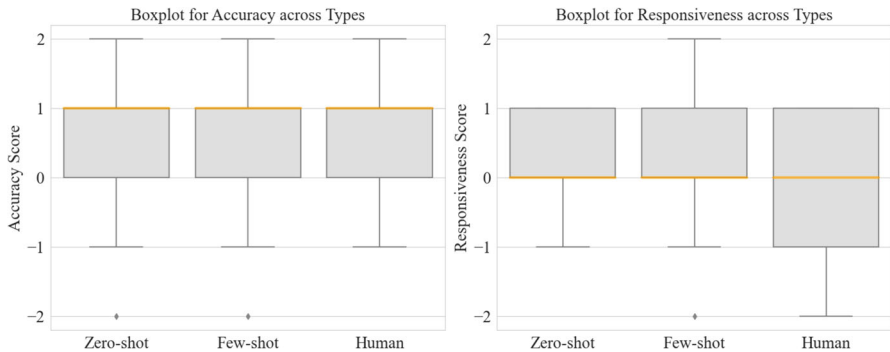 Boxplot for Accuracy across Types
2
1
0
−1
−2
Accuracy Score
Zero-shot
Few-shot
Human
Boxplot for Responsiveness across Types
2
1
0
−1
−2
Responsiveness Score
Zero-shot
Few-shot
Human